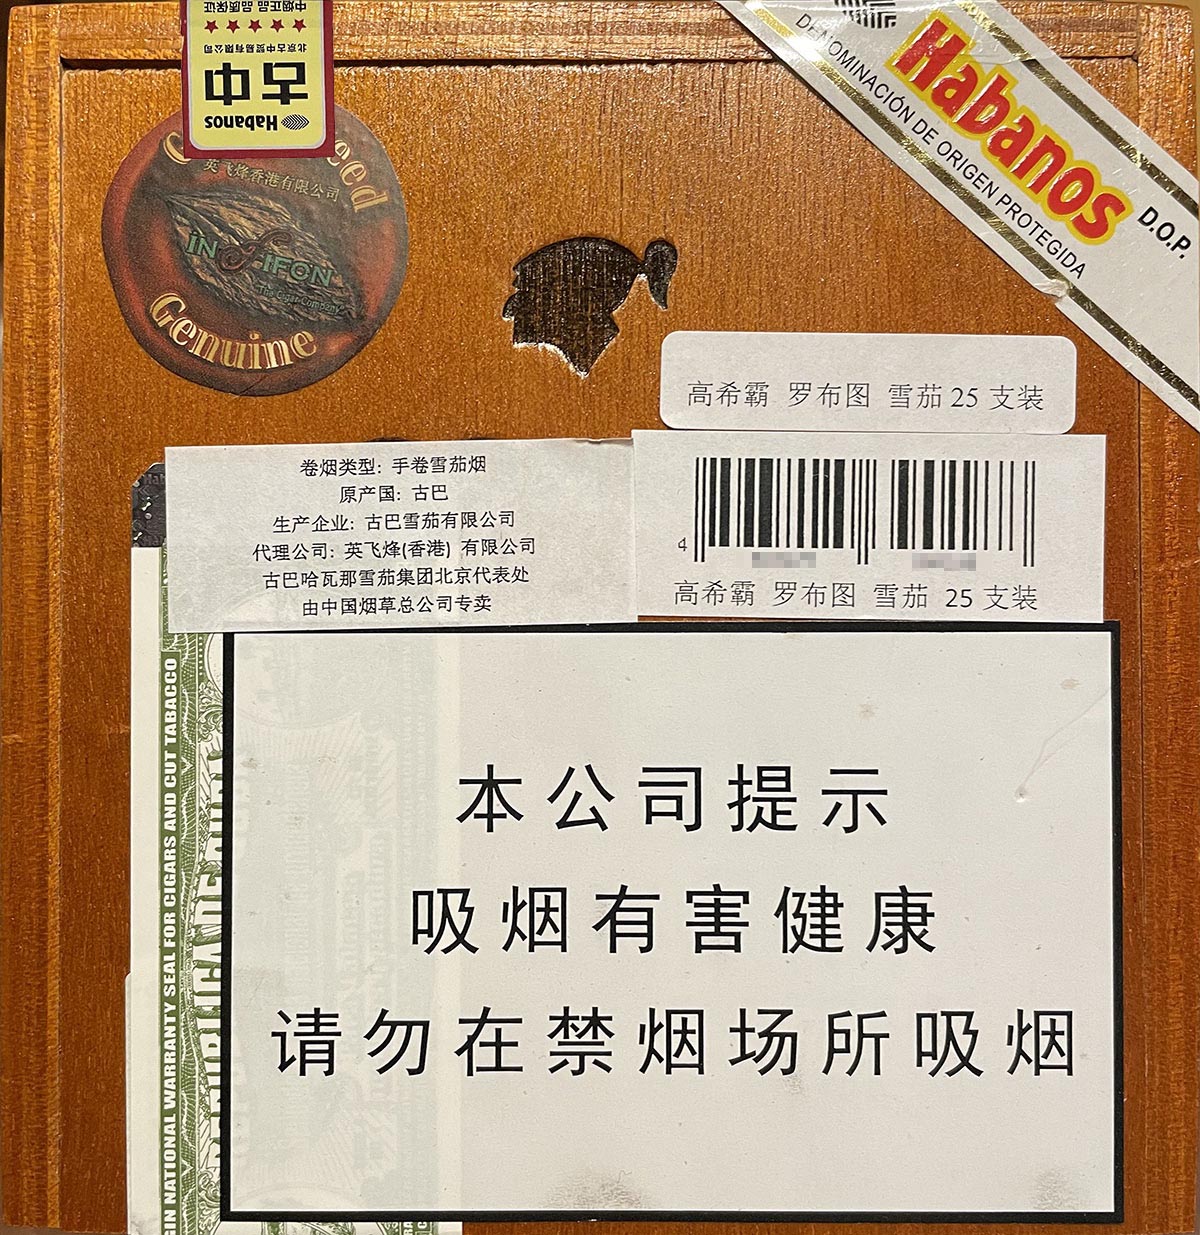 中烟正品 品质保证
北京古中贸易有限公司
古中
Habanos
Habanos
DENOMINACIÓN DE ORIGEN PROTEGIDA
D.O.P.
英飞烽香港有限公司
INFIFON
The Cigar Company
Genuine
高希霸 罗布图 雪茄 25 支装
卷烟类型: 手卷雪茄烟
原产国: 古巴
生产企业: 古巴雪茄有限公司
代理公司: 英飞烽(香港) 有限公司
古巴哈瓦那雪茄集团北京代表处
由中国烟草总公司专卖
4
高希霸 罗布图 雪茄 25 支装
NATIONAL WARRANTY SEAL FOR CIGARS AND CUT TABACCO
本公司提示
吸烟有害健康
请勿在禁烟场所吸烟